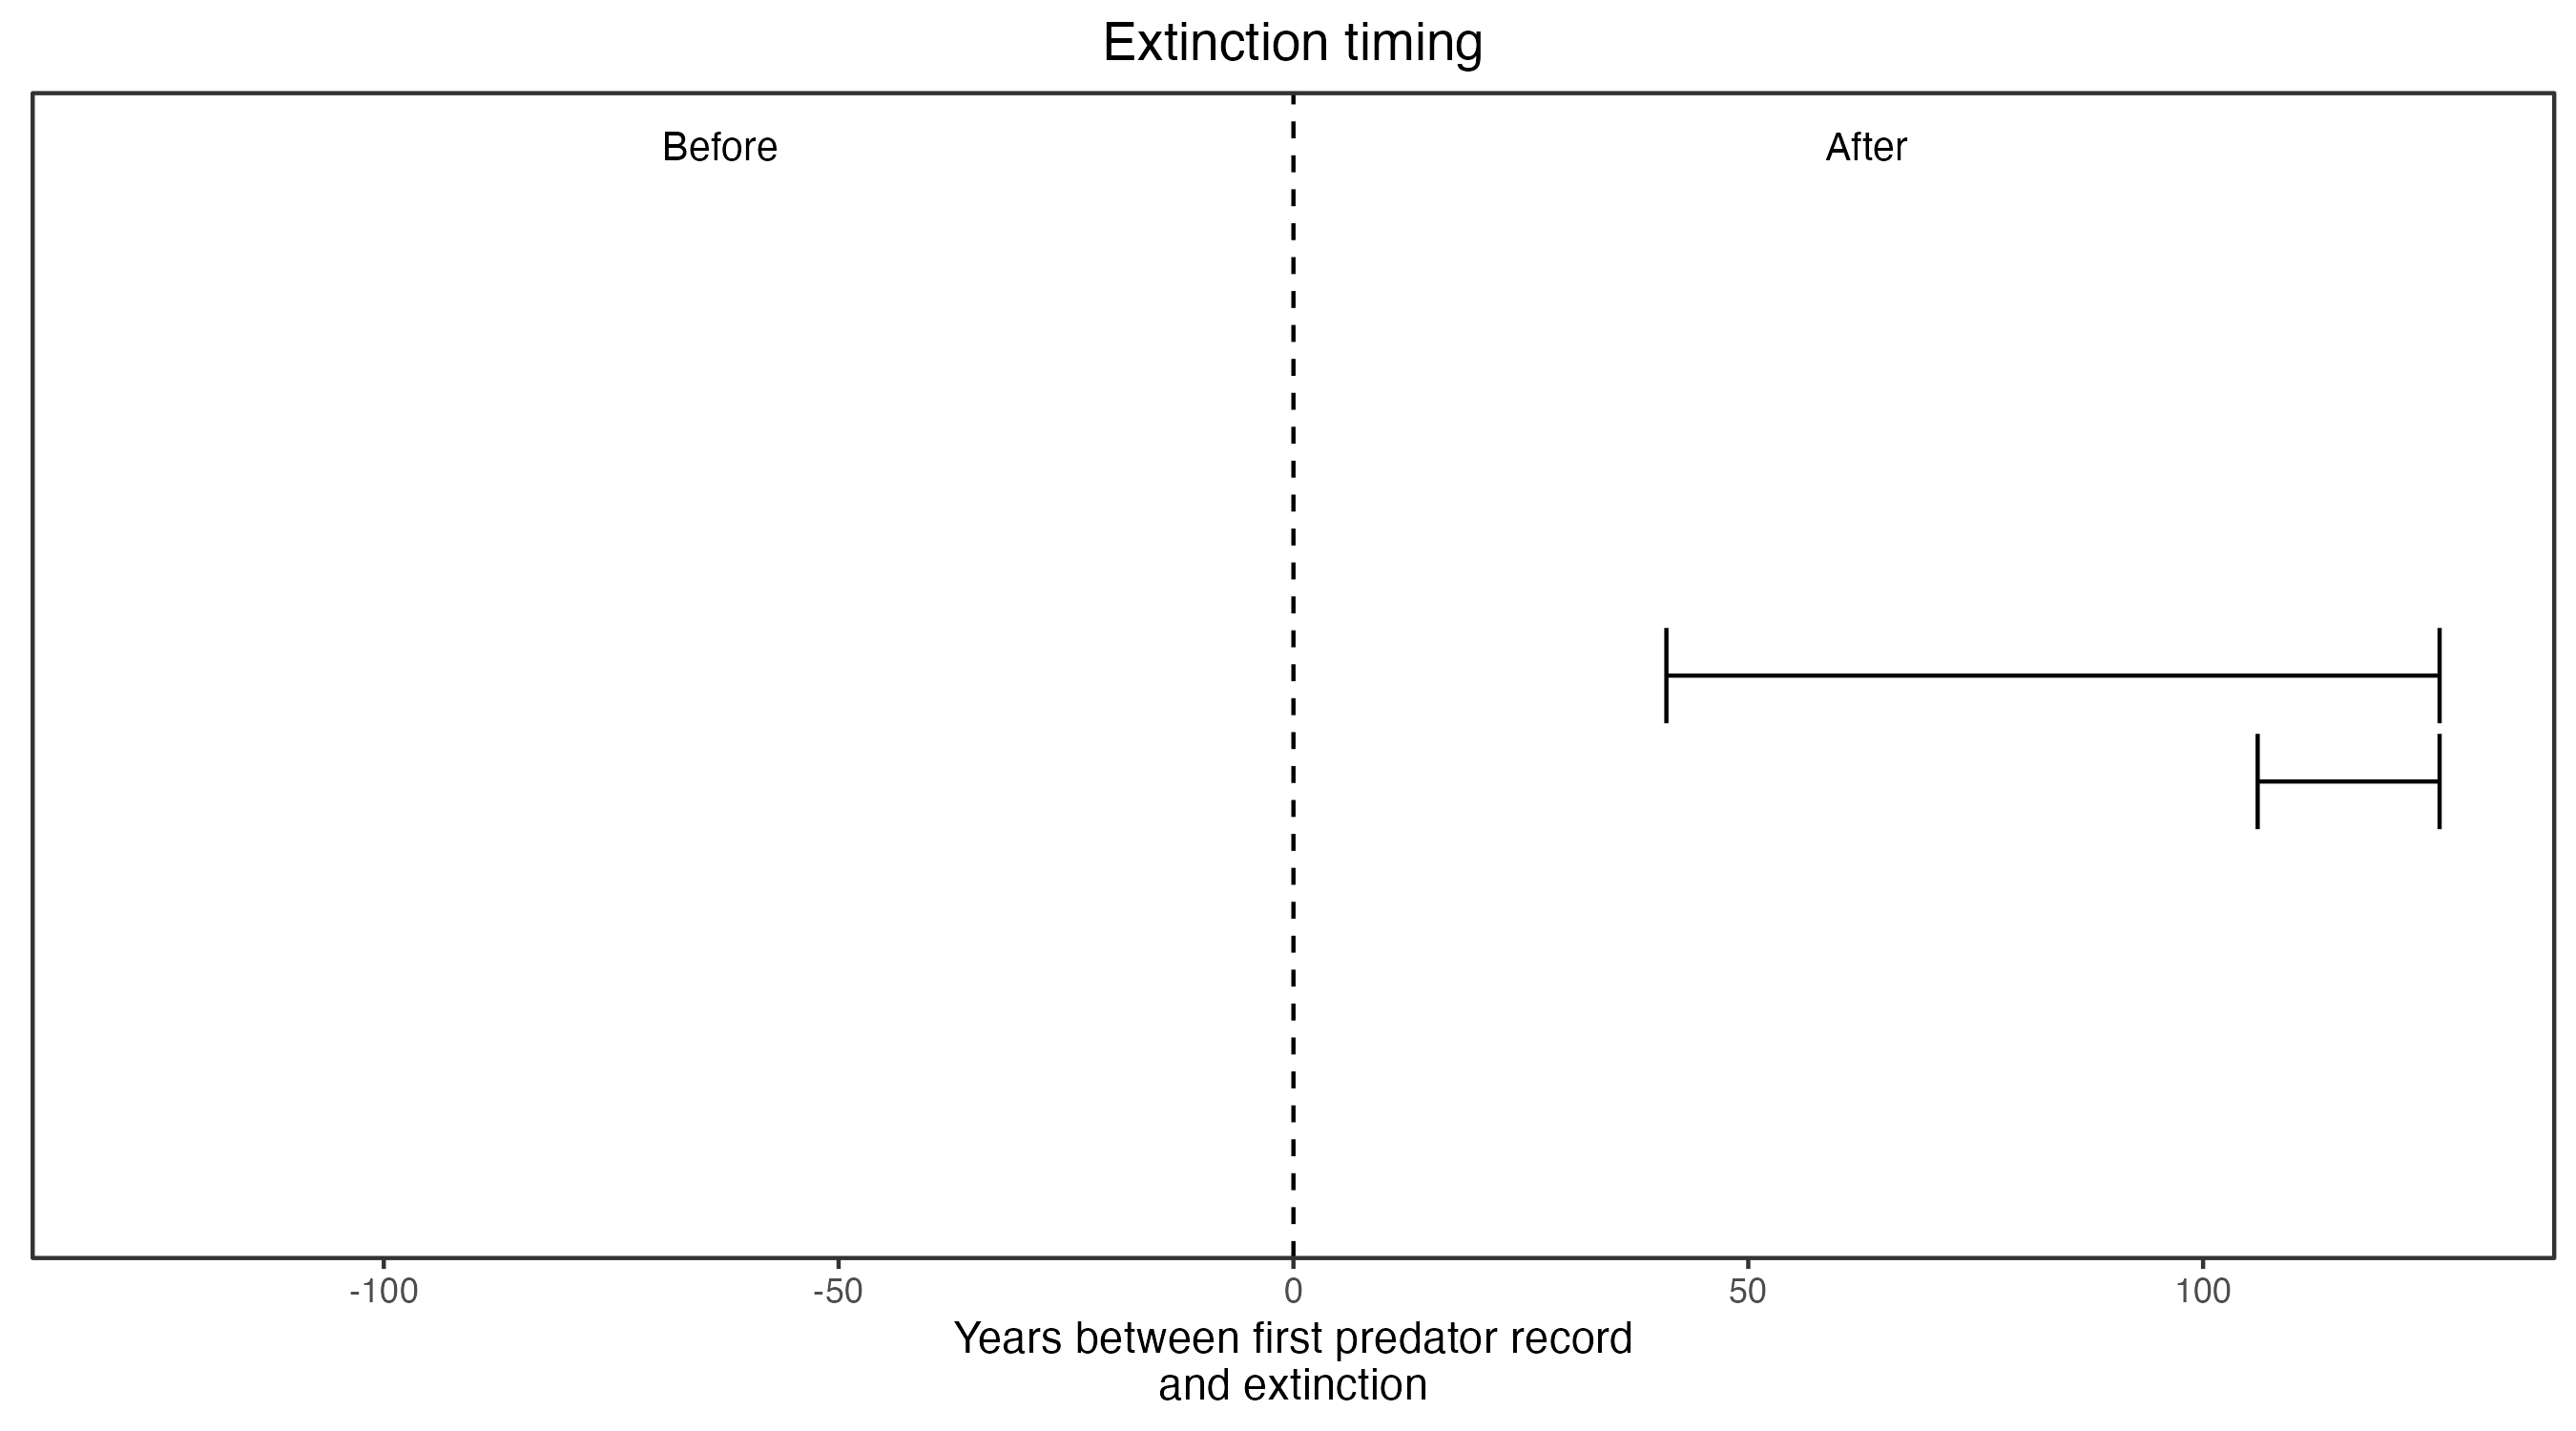 Extinction timing
Before After
-100 -50 0 50 100
Years between first predator record
and extinction